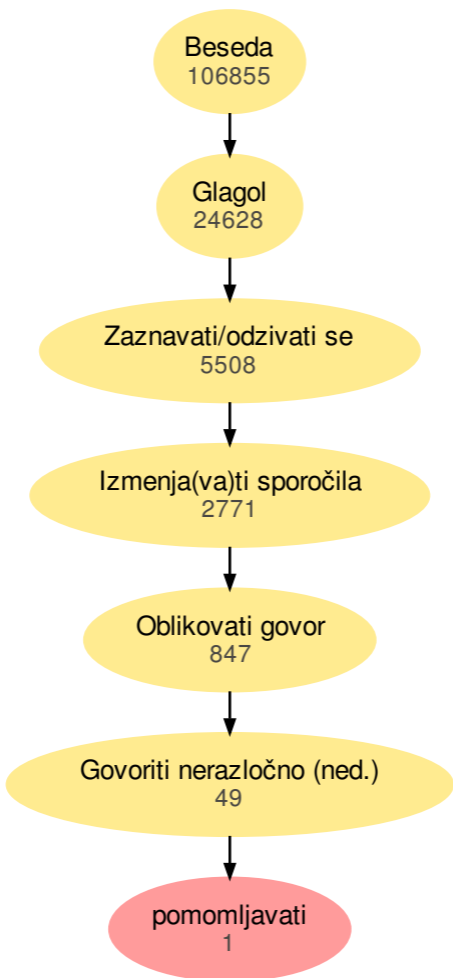 Beseda
106855
Glagol
24628
Zaznavati/odzivati se
5508
Izmenja(va)ti sporočila
2771
Oblikovati govor
847
Govoriti nerazločno (ned.)
49
pomomljavati
1